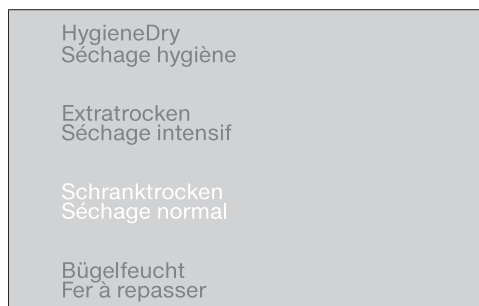 HygieneDry
Séchage hygiène
Extratrocken
Séchage intensif
Schranktrocken
Séchage normal
Bügelfeucht
Fer à repasser